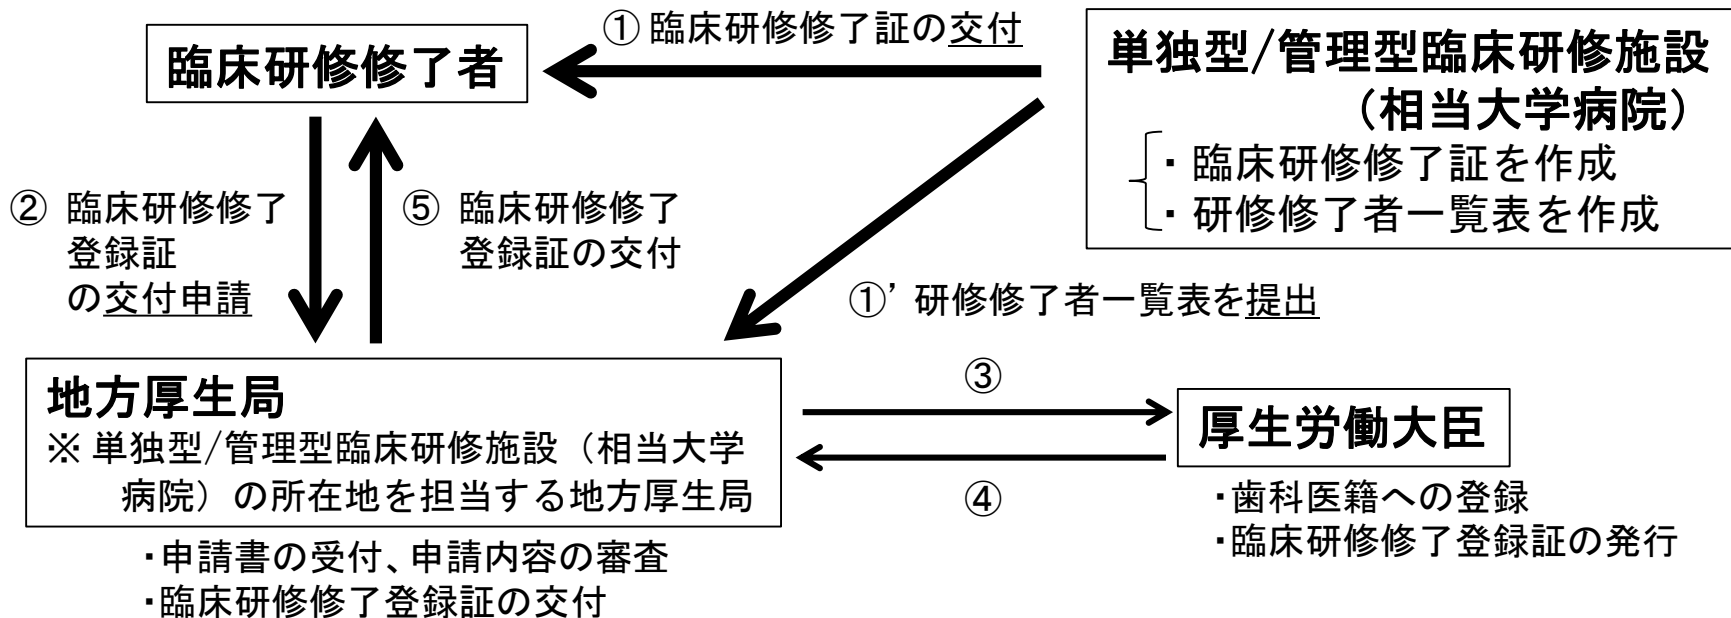 ① 臨床研修修了証の交付
臨床研修修了者
単独型/管理型臨床研修施設
（相当大学病院）
・ 臨床研修修了証を作成
・ 研修修了者一覧表を作成
② 臨床研修修了
登録証
の交付申請
⑤ 臨床研修修了
登録証の交付
①’ 研修修了者一覧表を提出
地方厚生局
※ 単独型/管理型臨床研修施設（相当大学
病院）の所在地を担当する地方厚生局
・申請書の受付、申請内容の審査
・臨床研修修了登録証の交付
③
④
厚生労働大臣
・歯科医籍への登録
・臨床研修修了登録証の発行